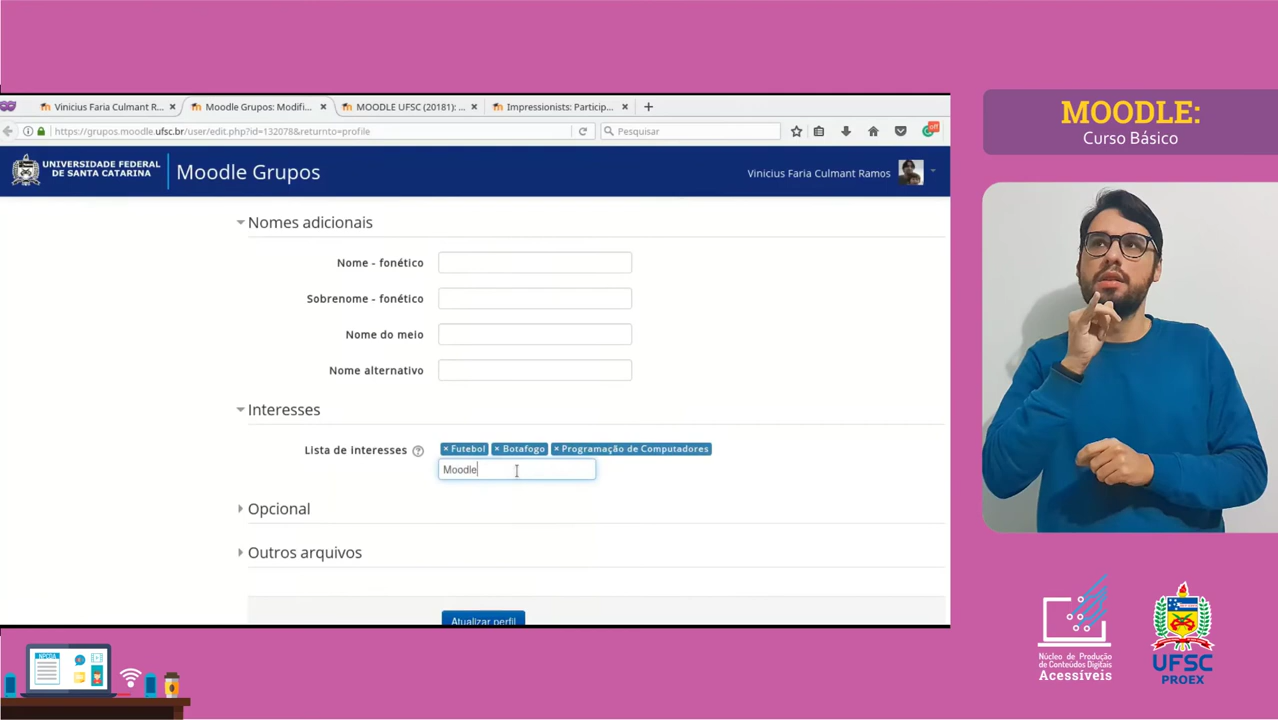 Vinicius Faria Culmant R...
Moodle Grupos: Modifi...
MOODLE UFSC (20181): ...
Impressionists: Particip...
https://grupos.moodle.ufsc.br/user/edit.php?id=132078&returnto=profile
Pesquisar
off
UNIVERSIDADE FEDERAL
DE SANTA CATARINA
Moodle Grupos
Vinicius Faria Culmant Ramos
Nomes adicionais
Nome - fonético
Sobrenome - fonético
Nome do meio
Nome alternativo
Interesses
Lista de interesses
× Futebol
× Botafogo
× Programação de Computadores
Moodle
Opcional
Outros arquivos
Atualizar perfil
MOODLE:
Curso Básico
Núcleo de Produção
de Conteúdos Digitais
Acessíveis
UFSC
PROEX
NPCDA